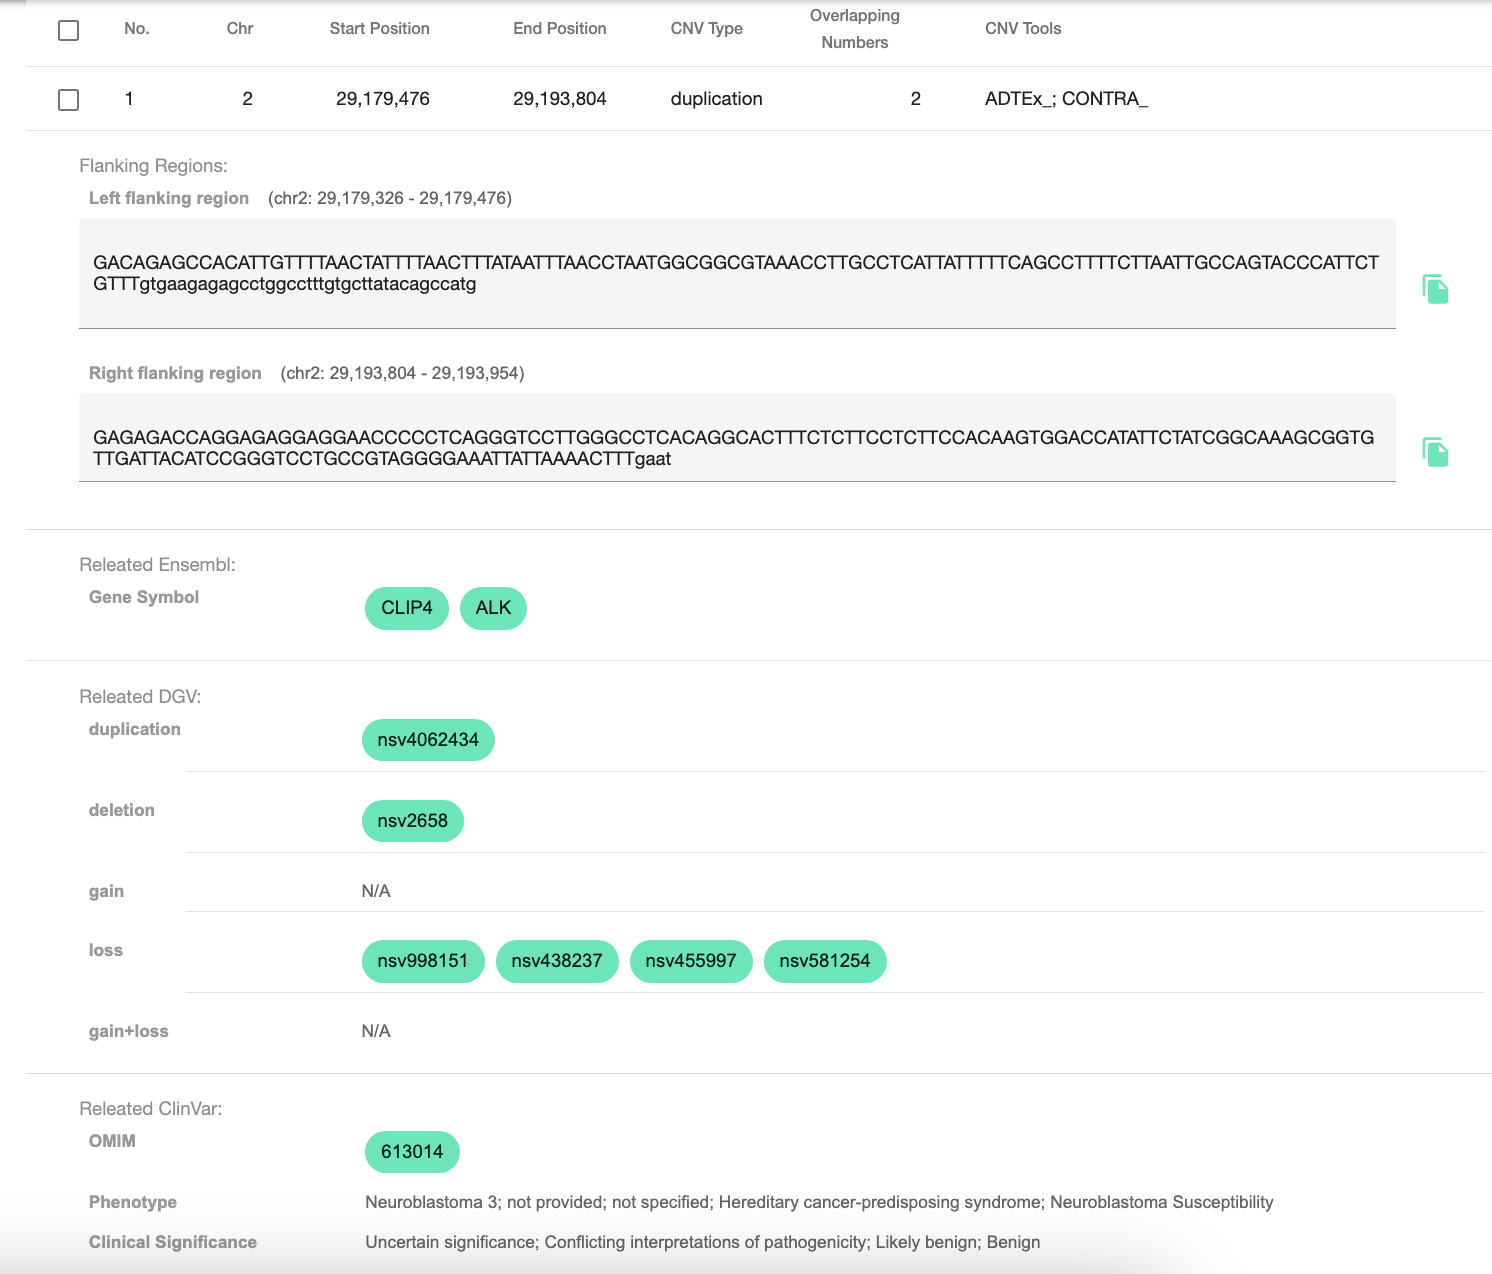 No. Chr Start Position End Position CNV Type Overlapping Numbers CNV Tools
1 2 29,179,476 29,193,804 duplication 2 ADTEx_; CONTRA_
Flanking Regions:
Left flanking region (chr2: 29,179,326 - 29,179,476)
GACAGAGCCACATTGTTTTAACTATTTTAACTTTATAATTTAACCTAATGGCGGCGTAAACCTTGCCTCATTATTTTTCAGCCTTTTCTTAATTGCCAGTACCCATTCT
GTTTgtgaagagagcctggcctttgtgcttatacagccatg
Right flanking region (chr2: 29,193,804 - 29,193,954)
GAGAGACCAGGAGAGGAGGAACCCCCTCAGGGTCCTTGGGCCTCACAGGCACTTTCTCTTCCTCTTCCACAAGTGGACCATATTCTATCGGCAAAGCGGTG
TTGATTACATCCGGGTCCTGCCGTAGGGGAAATTATTAAAACTTTgaat
Releated Ensembl:
Gene Symbol CLIP4 ALK
Releated DGV:
duplication nsv4062434
deletion nsv2658
gain N/A
loss nsv998151 nsv438237 nsv455997 nsv581254
gain+loss N/A
Releated ClinVar:
OMIM 613014
Phenotype Neuroblastoma 3; not provided; not specified; Hereditary cancer-predisposing syndrome; Neuroblastoma Susceptibility
Clinical Significance Uncertain significance; Conflicting interpretations of pathogenicity; Likely benign; Benign